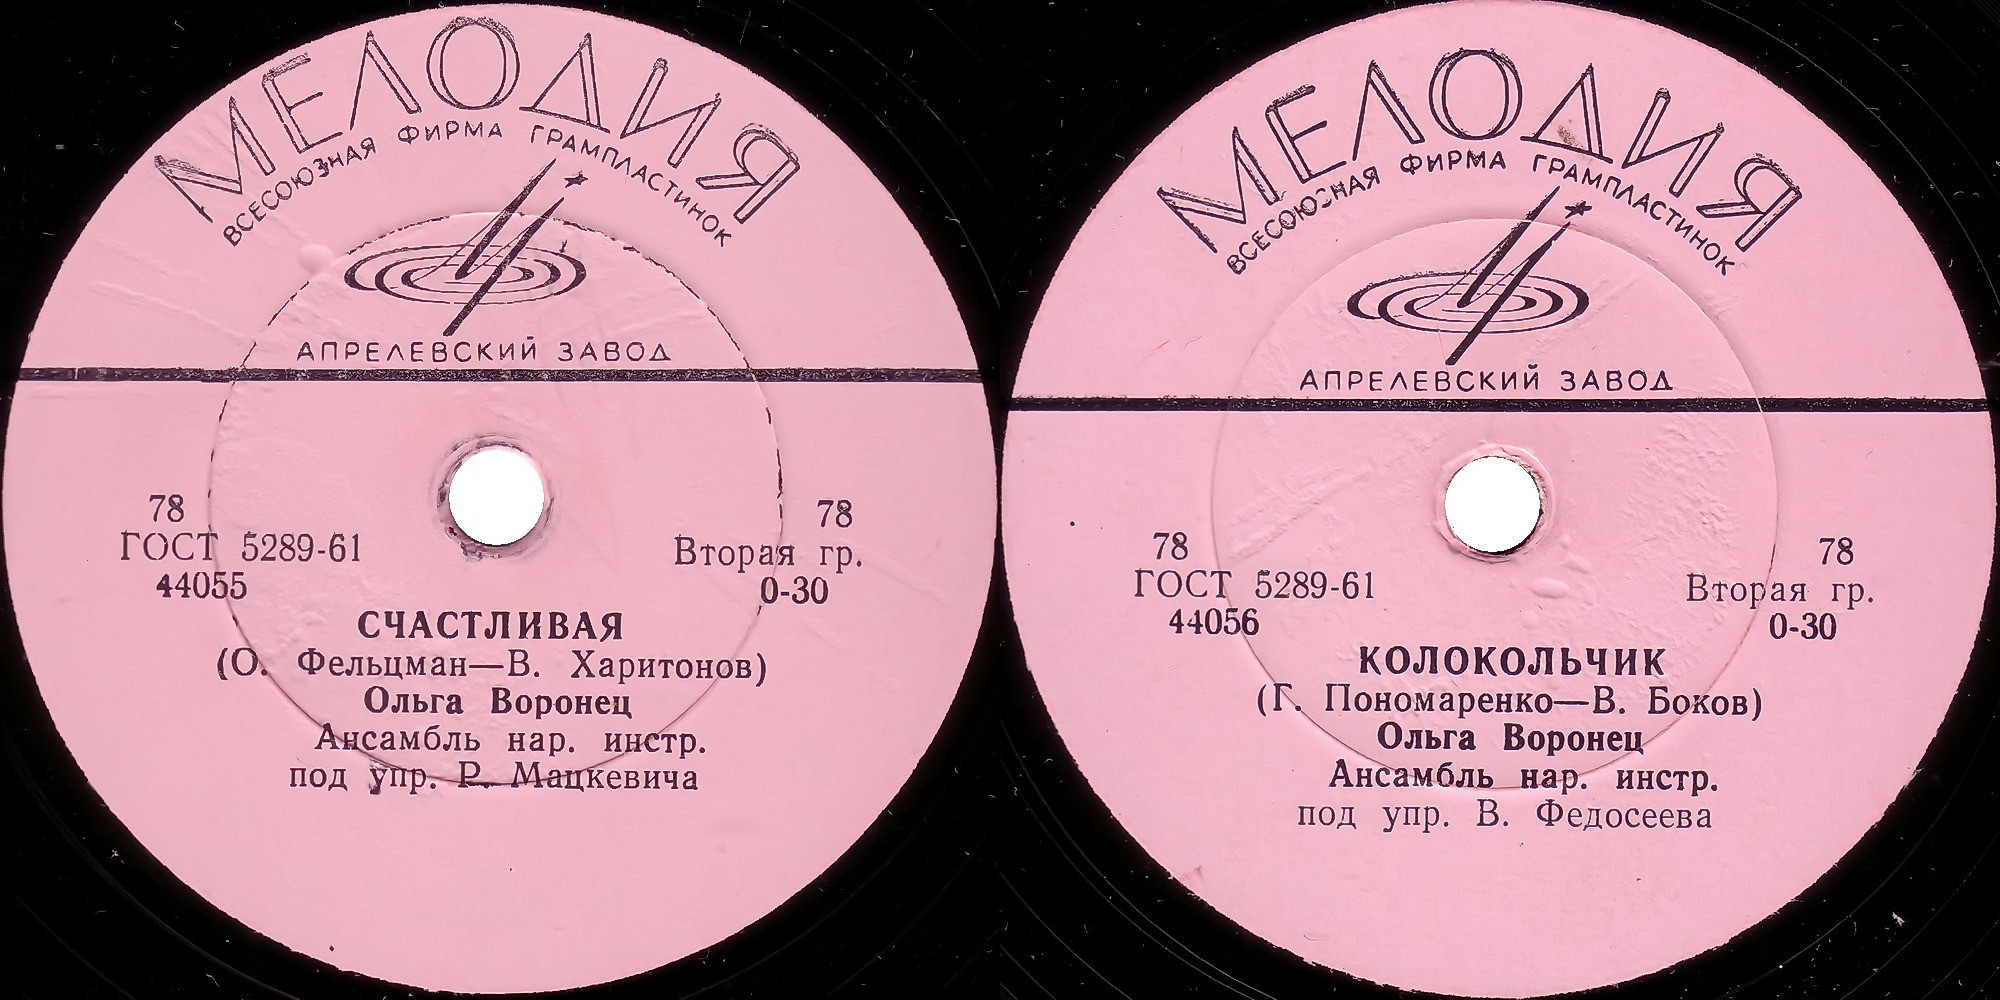 МЕЛОДИЯ
ВСЕСОЮЗНАЯ ФИРМА ГРАМПЛАСТИНОК
АПРЕЛЕВСКИЙ ЗАВОД
78
ГОСТ 5289-61
44055
78
Вторая гр.
0-30
СЧАСТЛИВАЯ
(О. Фельцман—В. Харитонов)
Ольга Воронец
Ансамбль нар. инстр.
под упр. Р. Мацкевича
МЕЛОДИЯ
ВСЕСОЮЗНАЯ ФИРМА ГРАМПЛАСТИНОК
АПРЕЛЕВСКИЙ ЗАВОД
78
ГОСТ 5289-61
44056
78
Вторая гр.
0-30
КОЛОКОЛЬЧИК
(Г. Пономаренко—В. Боков)
Ольга Воронец
Ансамбль нар. инстр.
под упр. В. Федосеева